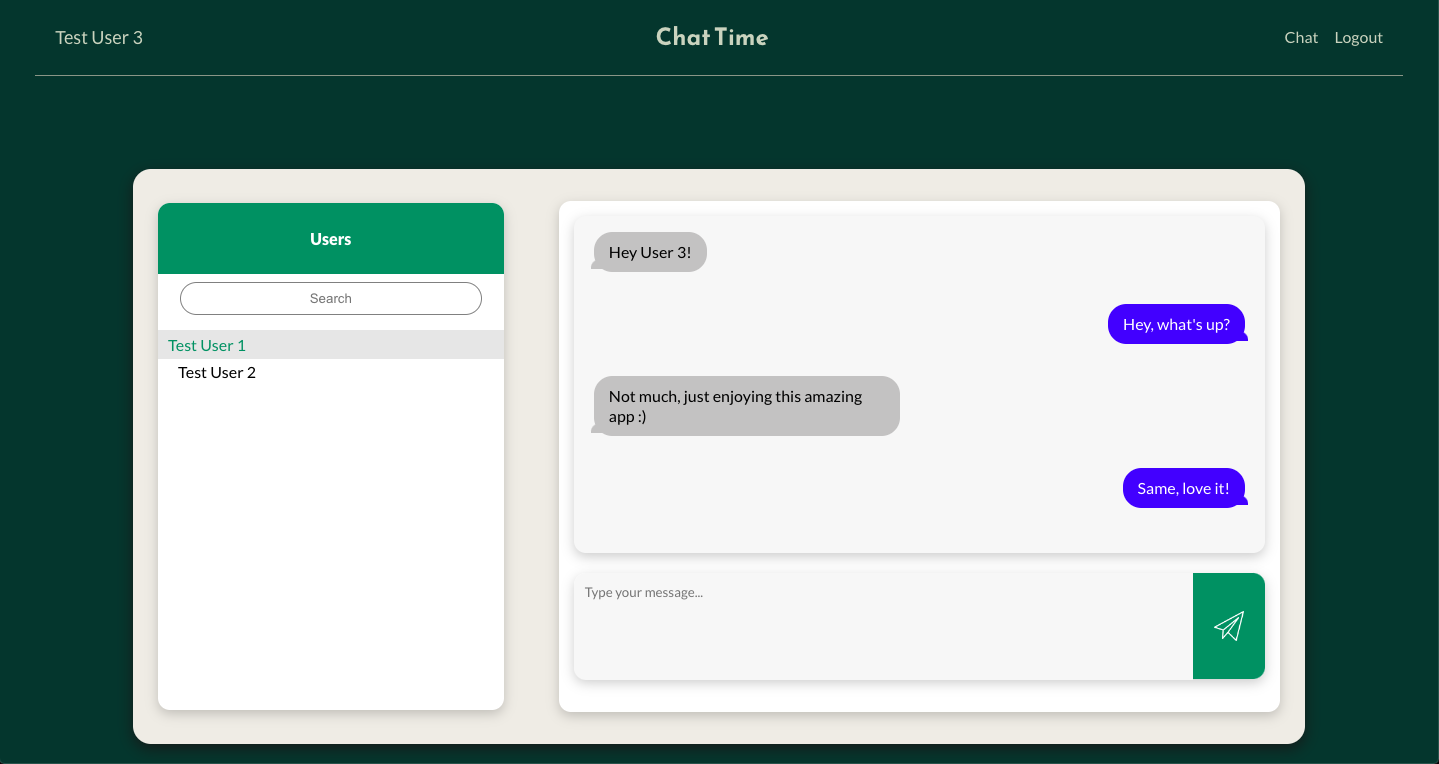 Test User 3
Chat Time
Chat
Logout
Users
Search
Test User 1
Test User 2
Hey User 3!
Hey, what's up?
Not much, just enjoying this amazing
app :)
Same, love it!
Type your message...